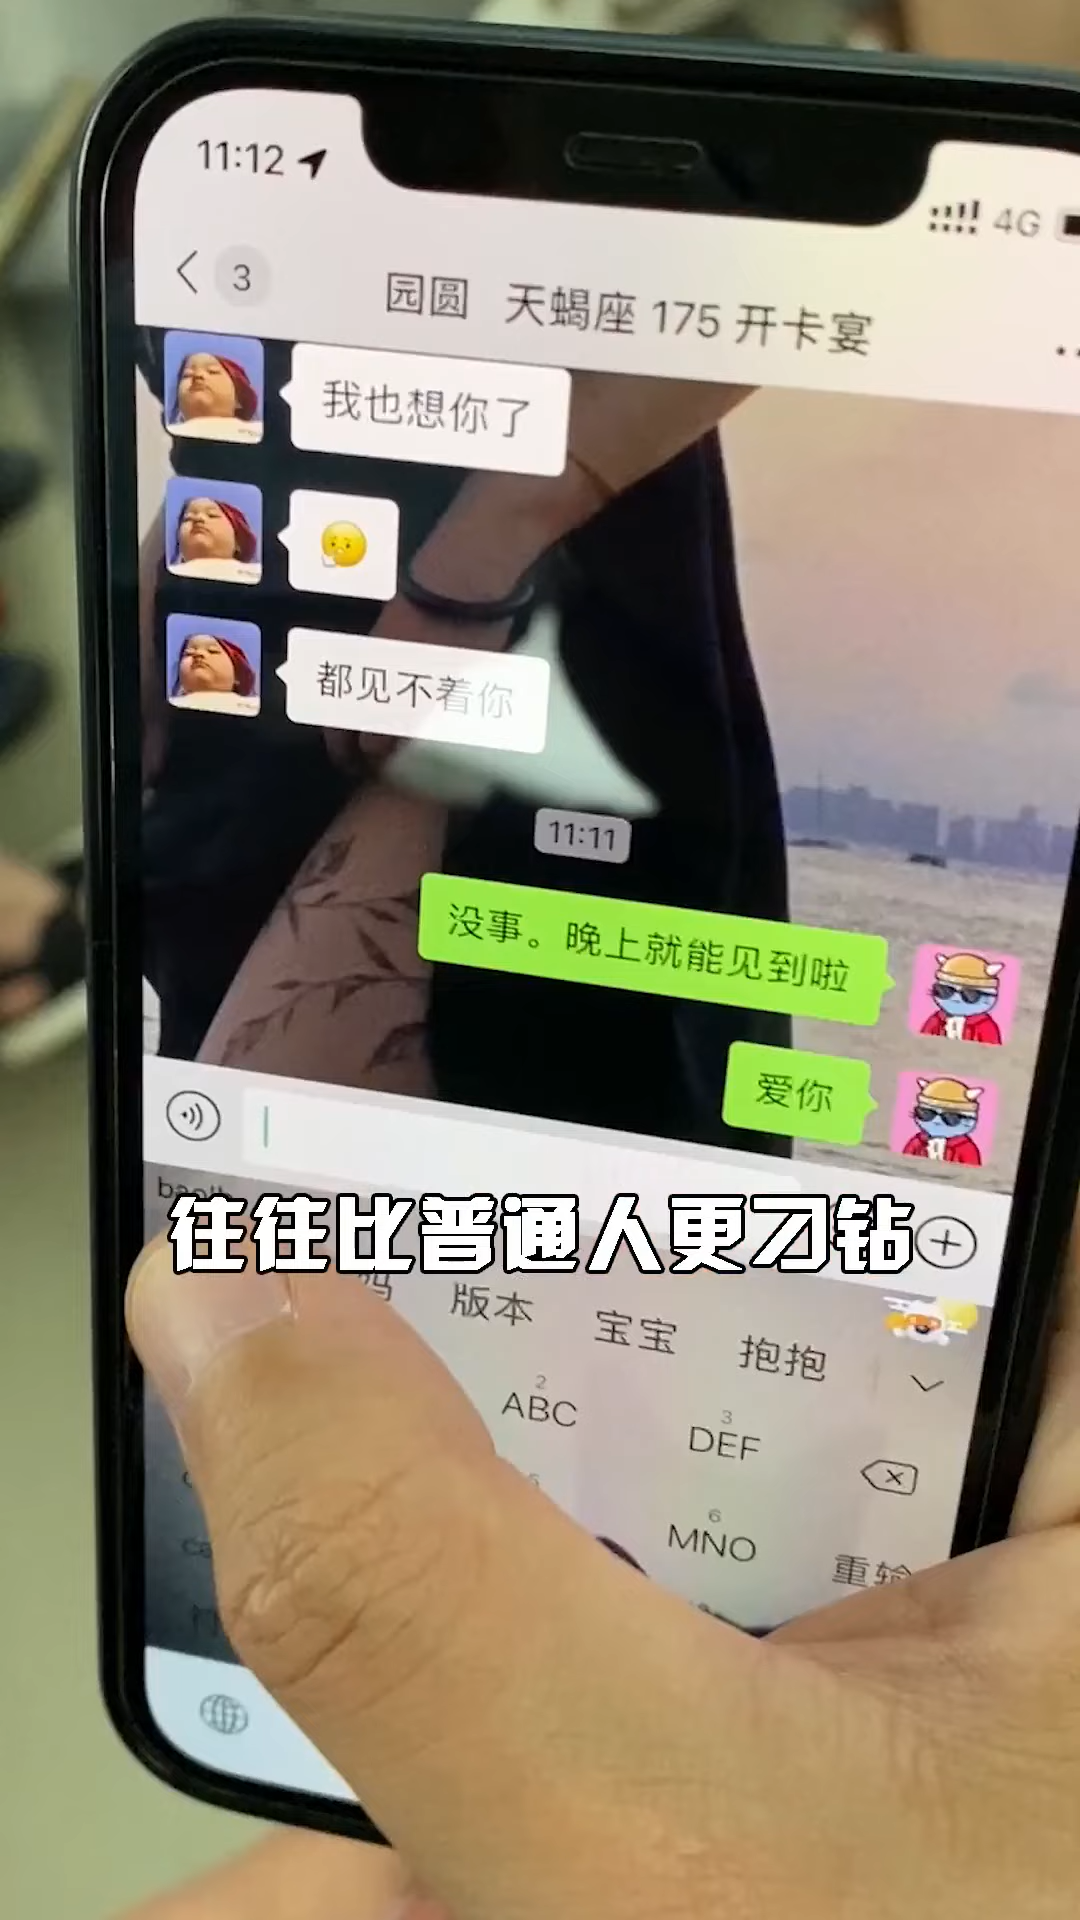 11:12
4G
3
园圆 天蝎座 175 开卡宴
我也想你了
都见不着你
11:11
没事。晚上就能见到啦
爱你
往往比普通人更刁钻
版本 宝宝 抱抱
2
ABC
3
DEF
6
MNO
重输